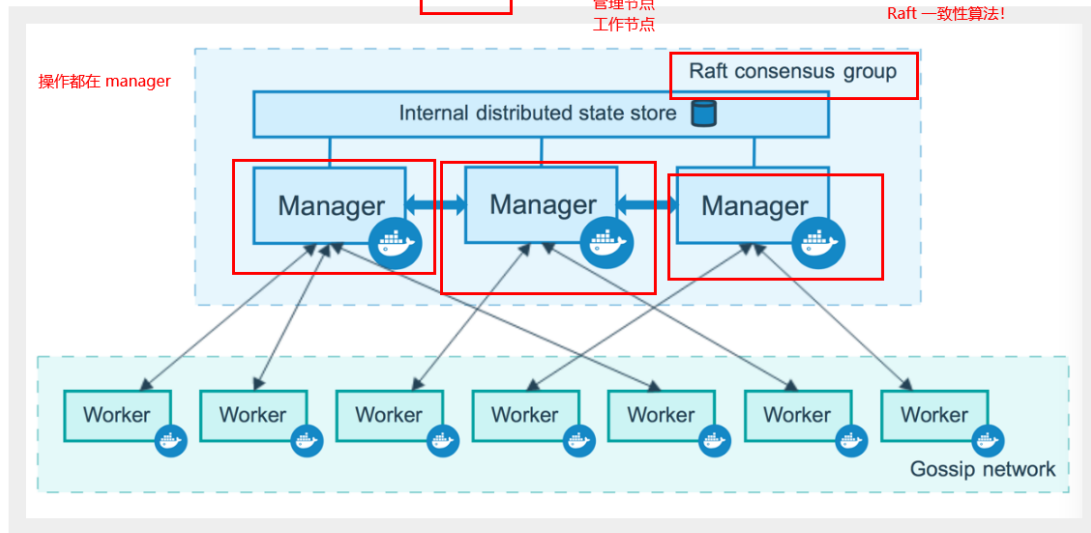 管理节点
工作节点
Raft 一致性算法!
操作都在 manager
Raft consensus group
Internal distributed state store
Manager
Manager
Manager
Worker
Worker
Worker
Worker
Worker
Worker
Worker
Gossip network